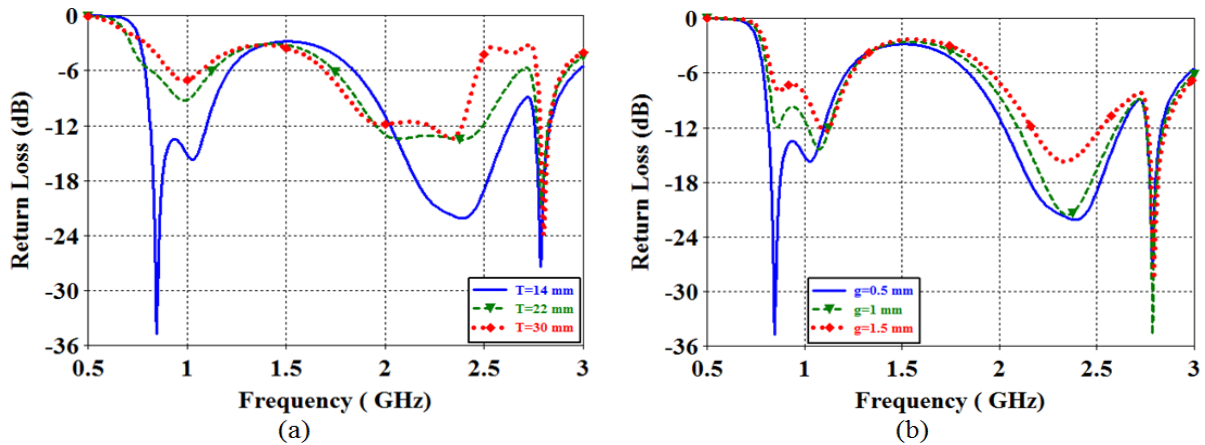 Return Loss (dB)
0
-6
-12
-18
-24
-30
-36
T=14 mm
T=22 mm
T=30 mm
0.5
1
1.5
2
2.5
3
Frequency ( GHz)
(a)
Return Loss (dB)
0
-6
-12
-18
-24
-30
-36
g=0.5 mm
g=1 mm
g=1.5 mm
0.5
1
1.5
2
2.5
3
Frequency ( GHz)
(b)